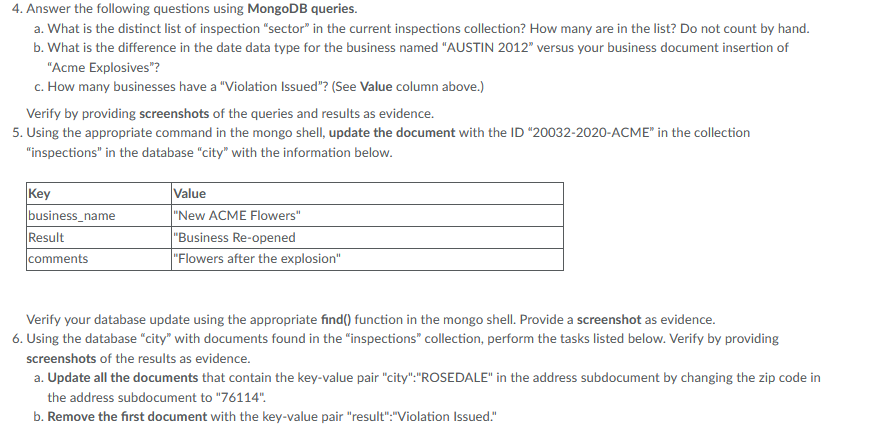 4. Answer the following questions using MongoDB queries.
a. What is the distinct list of inspection “sector” in the current inspections collection? How many are in the list? Do not count by hand.
b. What is the difference in the date data type for the business named “AUSTIN 2012” versus your business document insertion of
“Acme Explosives”?
c. How many businesses have a “Violation Issued”? (See Value column above.)
Verify by providing screenshots of the queries and results as evidence.
5. Using the appropriate command in the mongo shell, update the document with the ID “20032-2020-ACME” in the collection
“inspections” in the database “city” with the information below.
Key Value
business_name "New ACME Flowers"
Result "Business Re-opened
comments "Flowers after the explosion"
Verify your database update using the appropriate find() function in the mongo shell. Provide a screenshot as evidence.
6. Using the database “city” with documents found in the “inspections” collection, perform the tasks listed below. Verify by providing
screenshots of the results as evidence.
a. Update all the documents that contain the key-value pair "city":"ROSEDALE" in the address subdocument by changing the zip code in
the address subdocument to "76114".
b. Remove the first document with the key-value pair "result":"Violation Issued."